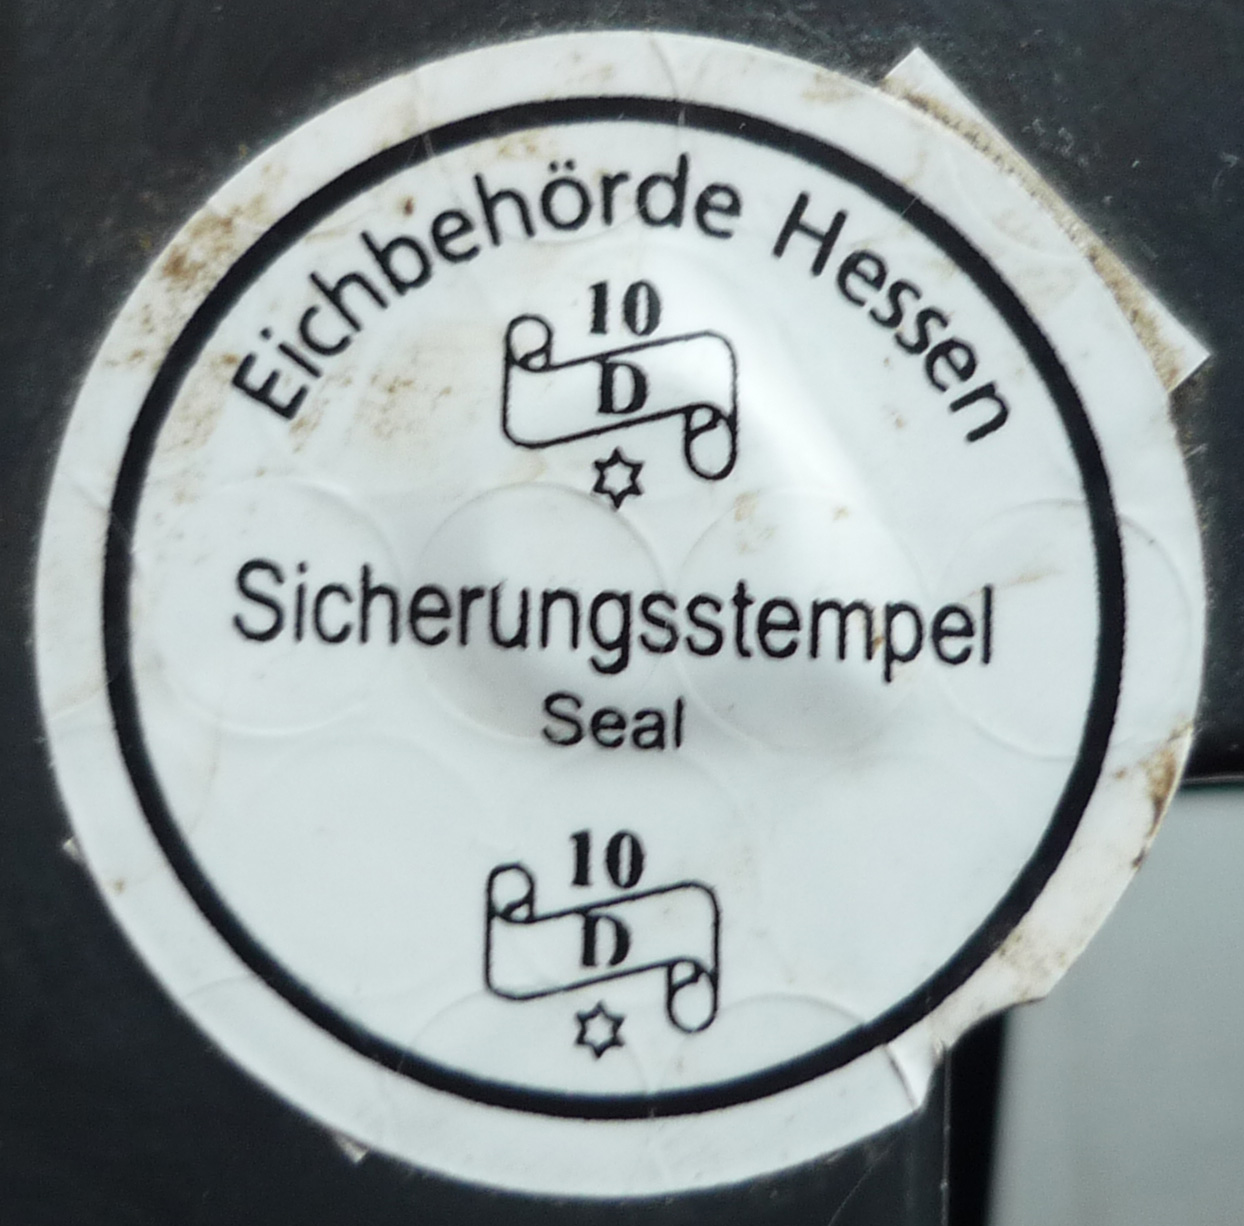 Eichbehörde Hessen
10
D
Sicherungsstempel
Seal
10
D